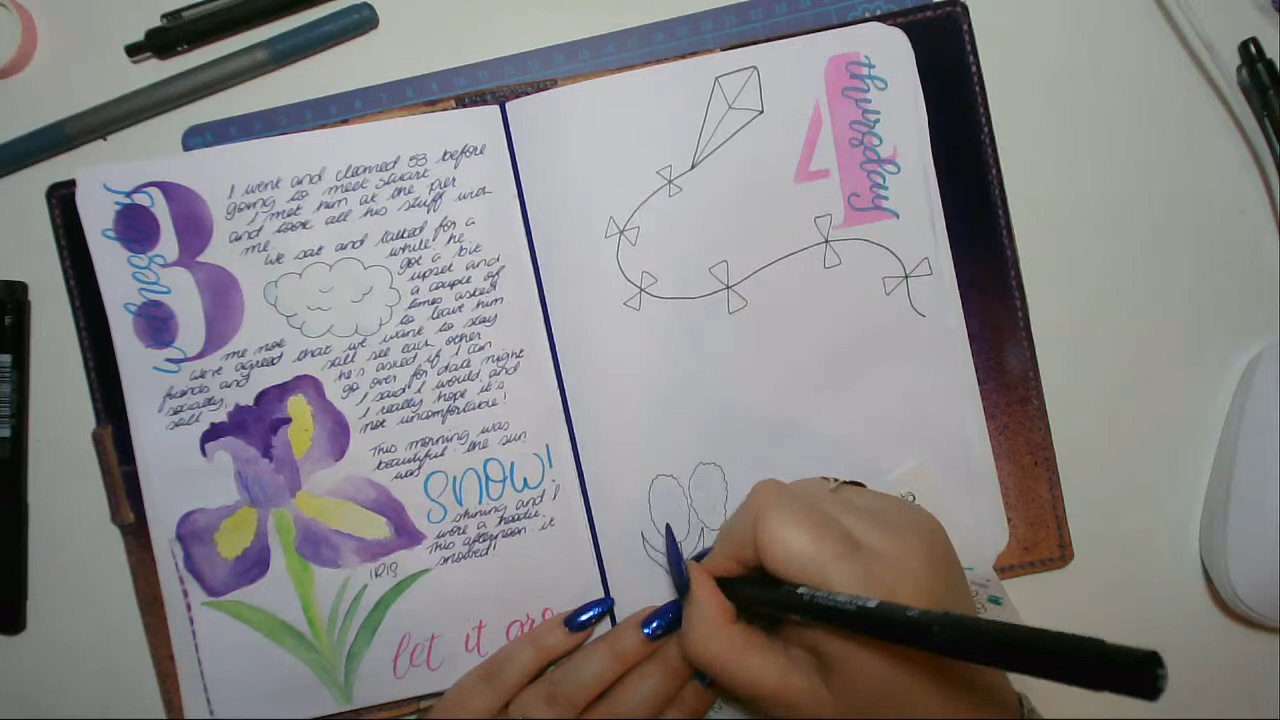 3
Wednesday
I went and cleaned 53 before
going to meet Stuart
I met him at the pier
and took all his stuff with
me.
We sat and talked for a
while. he
got a bit
upset and
a couple of
times asked
me not to leave him
We've agreed that we want to stay
friends and still see each other
socially he's asked if I can
still go over for date night
I said I would and
I really hope it's
not uncomfortable!
This morning was
beautiful. the sun
was
SNOW!
shining and I
wore a hoodie.
This afternoon it
snowed!
IRIS
let it
4
thursday